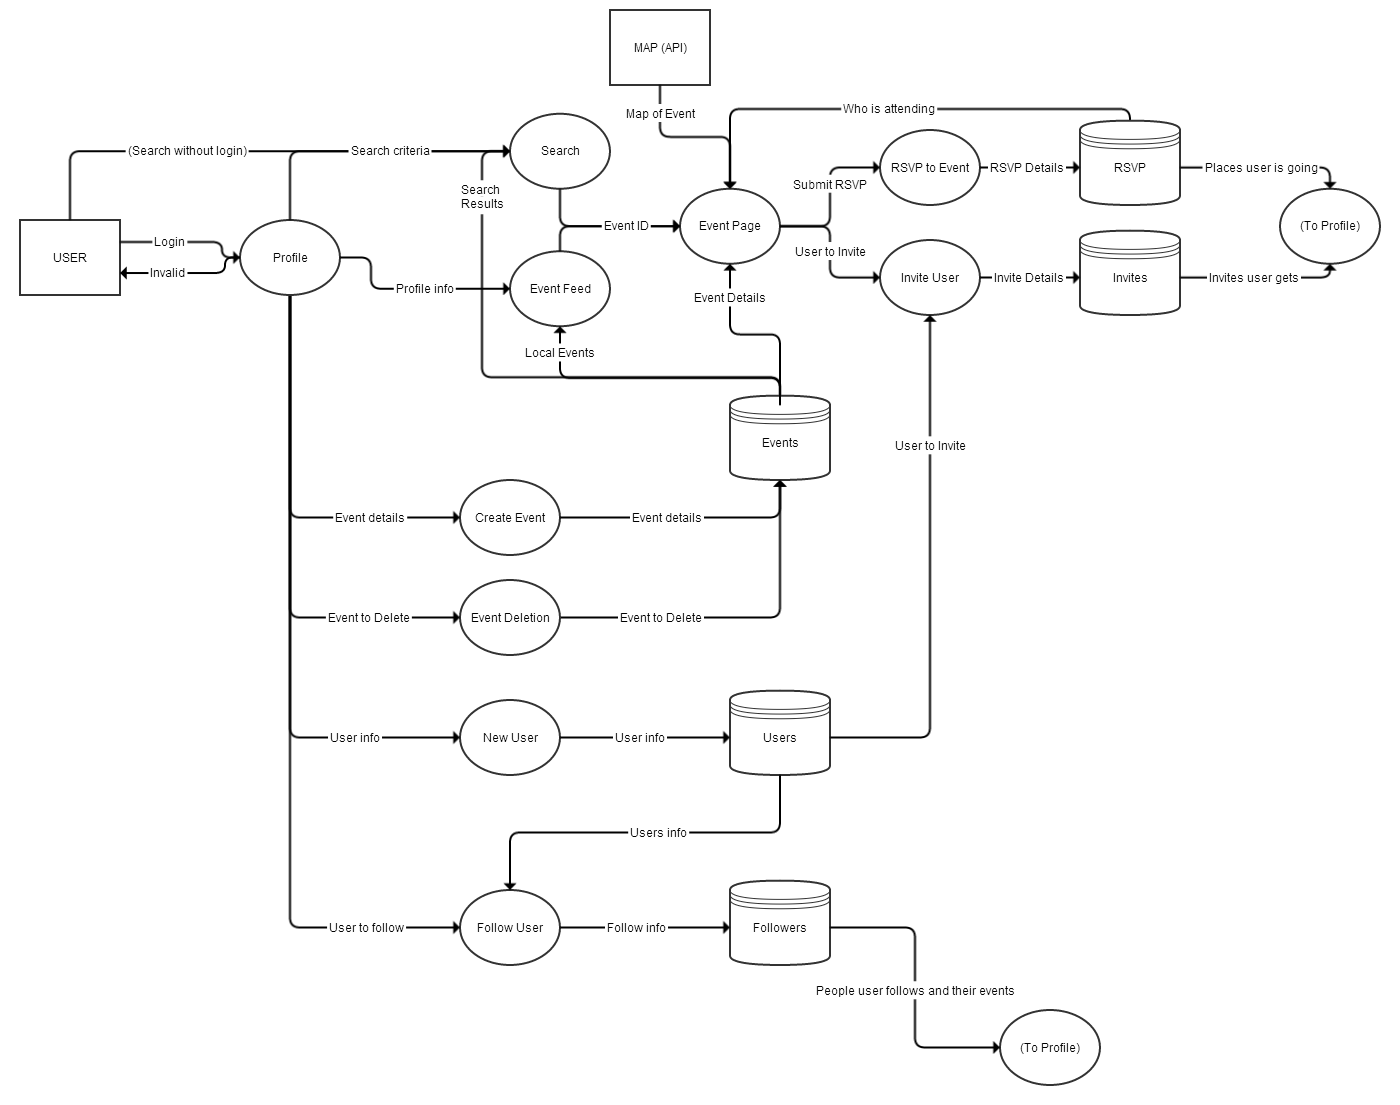 MAP (API)
Map of Event
Who is attending
(Search without login)
Search criteria
Search
RSVP to Event
RSVP Details
RSVP
Places user is going
Submit RSVP
Search
Results
Event ID
Event Page
(To Profile)
Login
USER
Profile
Invalid
User to Invite
Profile info
Event Feed
Invite User
Invite Details
Invites
Invites user gets
Event Details
Local Events
Events
User to Invite
Event details
Create Event
Event details
Event to Delete
Event Deletion
Event to Delete
User info
New User
User info
Users
Users info
User to follow
Follow User
Follow info
Followers
People user follows and their events
(To Profile)